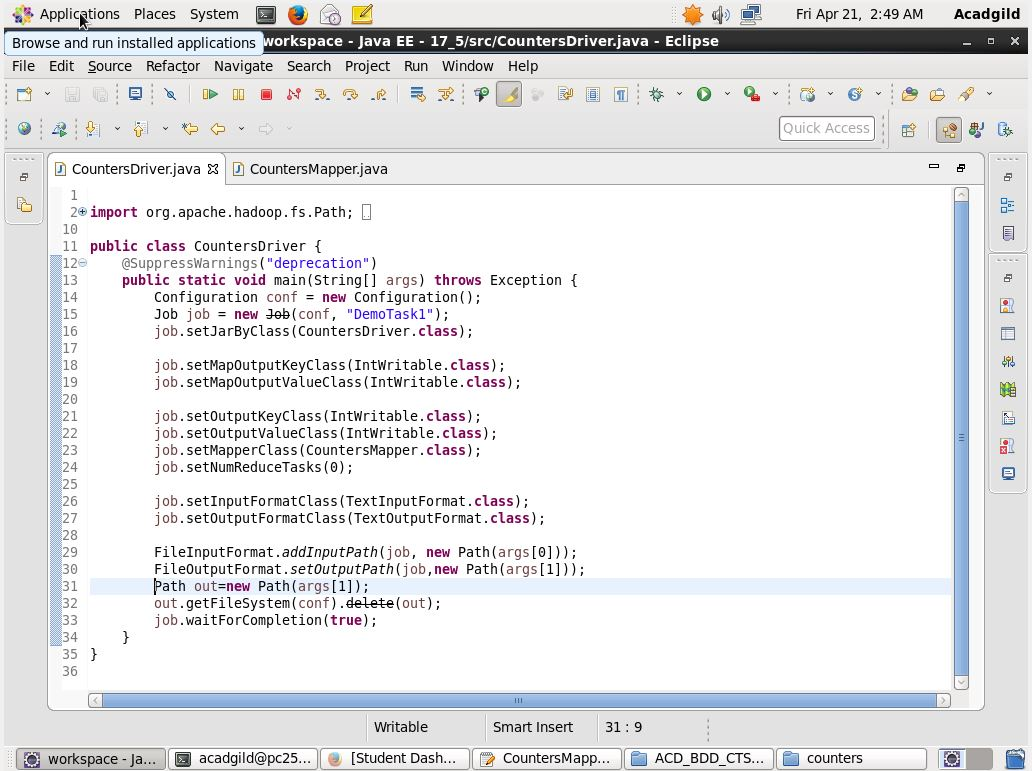 Applications Places System Fri Apr 21, 2:49 AM Acadgild
Browse and run installed applications workspace - Java EE - 17_5/src/CountersDriver.java - Eclipse
File Edit Source Refactor Navigate Search Project Run Window Help
Quick Access
CountersDriver.java CountersMapper.java
1
2 import org.apache.hadoop.fs.Path;
10
11 public class CountersDriver {
12 @SuppressWarnings("deprecation")
13 public static void main(String[] args) throws Exception {
14 Configuration conf = new Configuration();
15 Job job = new Job(conf, "DemoTask1");
16 job.setJarByClass(CountersDriver.class);
17
18 job.setMapOutputKeyClass(IntWritable.class);
19 job.setMapOutputValueClass(IntWritable.class);
20
21 job.setOutputKeyClass(IntWritable.class);
22 job.setOutputValueClass(IntWritable.class);
23 job.setMapperClass(CountersMapper.class);
24 job.setNumReduceTasks(0);
25
26 job.setInputFormatClass(TextInputFormat.class);
27 job.setOutputFormatClass(TextOutputFormat.class);
28
29 FileInputFormat.addInputPath(job, new Path(args[0]));
30 FileOutputFormat.setOutputPath(job,new Path(args[1]));
31 Path out=new Path(args[1]);
32 out.getFileSystem(conf).delete(out);
33 job.waitForCompletion(true);
34 }
35 }
36
Writable Smart Insert 31 : 9
workspace - Ja... acadgild@pc25... [Student Dash... CountersMapp... ACD_BDD_CTS... counters